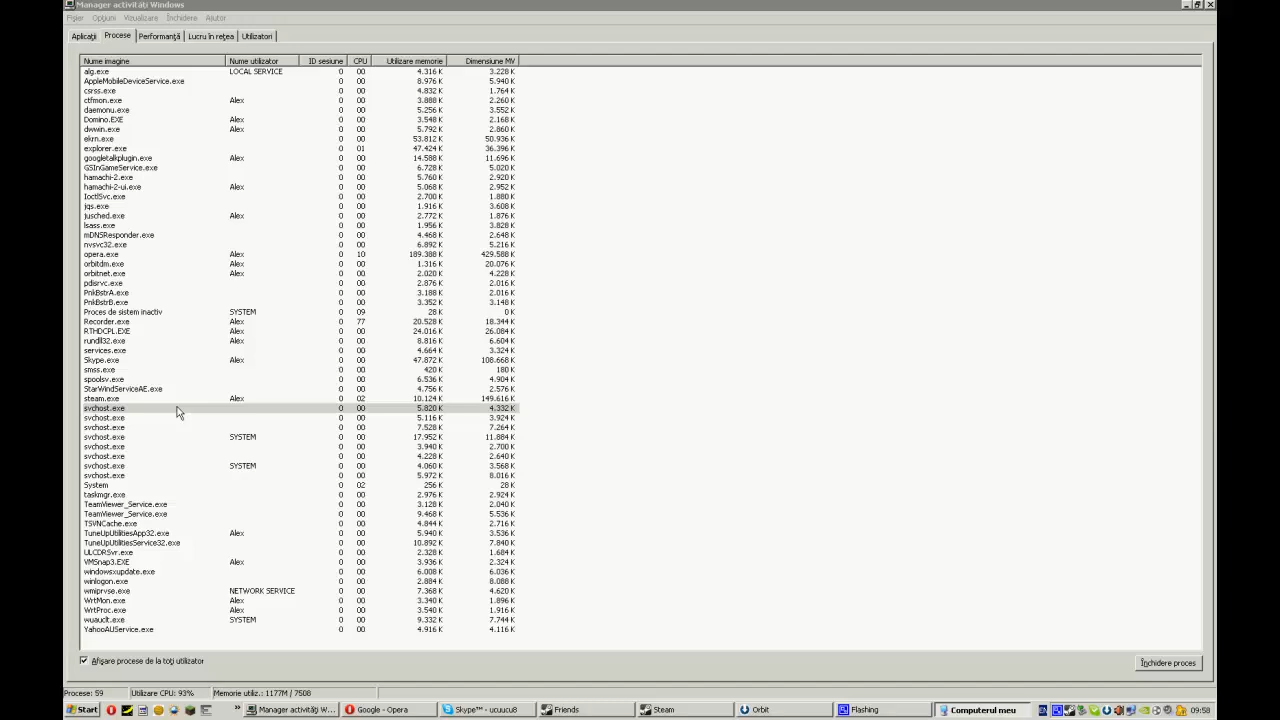 Manager activități Windows
Fișier Opțiuni Vizualizare Închidere Ajutor
Aplicații Procese Performanță Lucru în rețea Utilizatori
Nume imagine Nume utilizator ID sesiune CPU Utilizare memorie Dimensiune MV
alg.exe LOCAL SERVICE 0 00 4.316 K 3.228 K
AppleMobileDeviceService.exe 0 00 8.976 K 5.940 K
csrss.exe 0 00 4.832 K 1.764 K
ctfmon.exe Alex 0 00 3.888 K 2.260 K
daemonu.exe 0 00 5.256 K 3.552 K
Domino.EXE Alex 0 00 3.548 K 2.168 K
dwwin.exe Alex 0 00 5.792 K 2.860 K
ekrn.exe 0 00 53.812 K 50.936 K
explorer.exe 0 01 47.424 K 36.396 K
googletalkplugin.exe Alex 0 00 14.588 K 11.696 K
GSInGameService.exe 0 00 6.728 K 5.020 K
hamachi-2.exe 0 00 5.760 K 2.920 K
hamachi-2-ui.exe Alex 0 00 5.068 K 2.952 K
IoctlSvc.exe 0 00 2.700 K 1.880 K
jqs.exe 0 00 1.916 K 3.608 K
jusched.exe Alex 0 00 2.772 K 1.876 K
lsass.exe 0 00 1.956 K 3.828 K
mDNSResponder.exe 0 00 4.468 K 2.648 K
nvsvc32.exe 0 00 6.892 K 5.216 K
opera.exe Alex 0 10 189.388 K 429.588 K
orbitdm.exe Alex 0 00 1.316 K 20.076 K
orbitnet.exe Alex 0 00 2.020 K 4.228 K
pdisrvc.exe 0 00 2.876 K 2.016 K
PnkBstrA.exe 0 00 3.188 K 2.016 K
PnkBstrB.exe 0 00 3.352 K 3.148 K
Proces de sistem inactiv SYSTEM 0 09 28 K 0 K
Recorder.exe Alex 0 77 20.528 K 18.344 K
RTHDCPL.EXE Alex 0 00 24.016 K 26.084 K
rundll32.exe Alex 0 00 8.816 K 6.604 K
services.exe 0 00 4.664 K 3.324 K
Skype.exe Alex 0 00 47.872 K 108.668 K
smss.exe 0 00 420 K 180 K
spoolsv.exe 0 00 6.536 K 4.904 K
StarWindServiceAE.exe 0 00 4.756 K 2.576 K
steam.exe Alex 0 02 10.124 K 149.616 K
svchost.exe 0 00 5.820 K 4.332 K
svchost.exe 0 00 5.116 K 3.924 K
svchost.exe 0 00 7.528 K 7.264 K
svchost.exe SYSTEM 0 00 17.952 K 11.884 K
svchost.exe 0 00 3.940 K 2.700 K
svchost.exe 0 00 4.228 K 2.640 K
svchost.exe SYSTEM 0 00 4.060 K 3.568 K
svchost.exe 0 00 5.972 K 8.016 K
System 0 02 256 K 28 K
taskmgr.exe 0 00 2.976 K 2.924 K
TeamViewer_Service.exe 0 00 3.128 K 2.040 K
TeamViewer_Service.exe 0 00 9.468 K 5.536 K
TSVNCache.exe 0 00 4.844 K 2.716 K
TuneUpUtilitiesApp32.exe Alex 0 00 5.940 K 3.536 K
TuneUpUtilitiesService32.exe 0 00 10.892 K 7.840 K
ULCDRSvr.exe 0 00 2.328 K 1.684 K
VMSnap3.EXE Alex 0 00 3.936 K 2.324 K
windowsxupdate.exe 0 00 6.008 K 6.036 K
winlogon.exe 0 00 2.884 K 8.088 K
wmiprvse.exe NETWORK SERVICE 0 00 7.368 K 4.620 K
WrtMon.exe Alex 0 00 3.340 K 1.896 K
WrtProc.exe Alex 0 00 3.540 K 1.916 K
wuauclt.exe SYSTEM 0 00 9.332 K 7.744 K
YahooAUService.exe 0 00 4.916 K 4.116 K
Afișare procese de la toți utilizator
Închidere proces
Procese: 59 Utilizare CPU: 93% Memorie utiliz.: 1177M / 7508
Start » Manager activități W... Google - Opera Skype™ - ucuucu8 Friends Steam Orbit Flashing Computerul meu 09:58